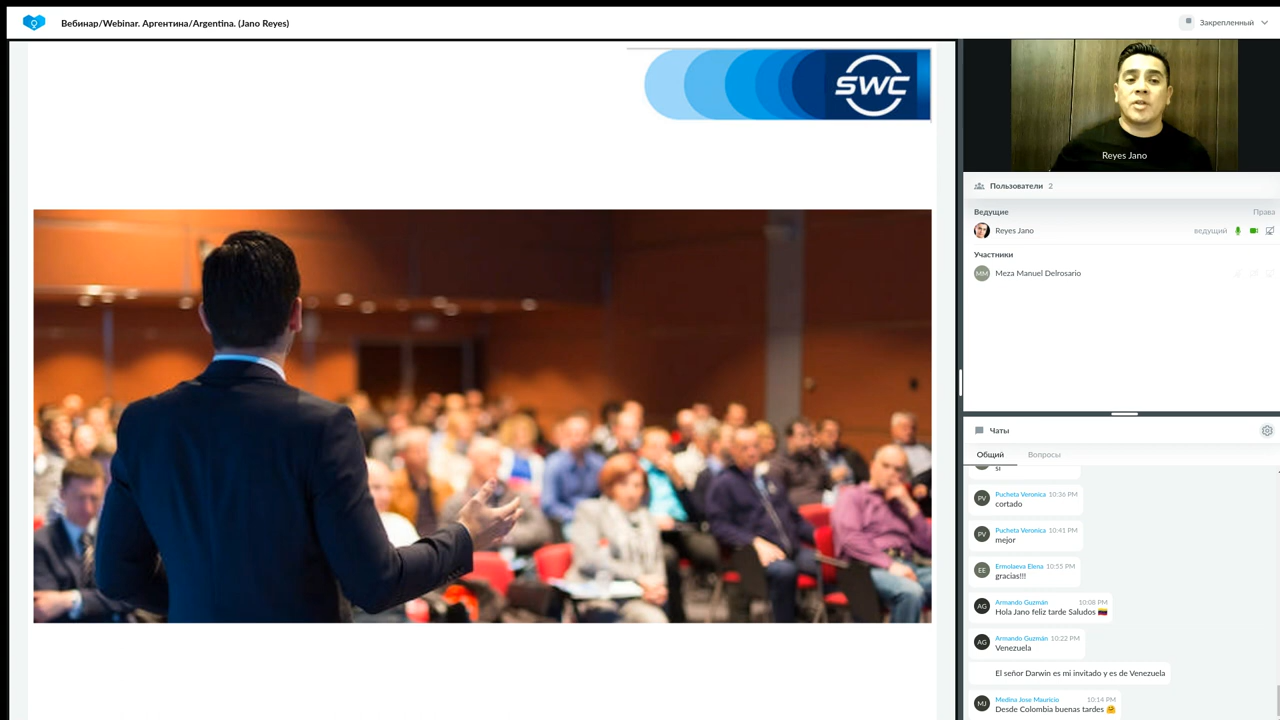 Вебинар/Webinar. Аргентина/Argentina. (Jano Reyes)
Закрепленный
SWC
Reyes Jano
Пользователи 2
Ведущие Права
Reyes Jano ведущий
Участники
MM Meza Manuel Delrosario
Чаты
Общий Вопросы
si
PV Pucheta Veronica 10:36 PM
cortado
PV Pucheta Veronica 10:41 PM
mejor
EE Ermolaeva Elena 10:55 PM
gracias!!!
AG Armando Guzmán 10:08 PM
Hola Jano feliz tarde Saludos 🇻🇪
AG Armando Guzmán 10:22 PM
Venezuela
El señor Darwin es mi invitado y es de Venezuela
MJ Medina Jose Mauricio 10:14 PM
Desde Colombia buenas tardes 🤗